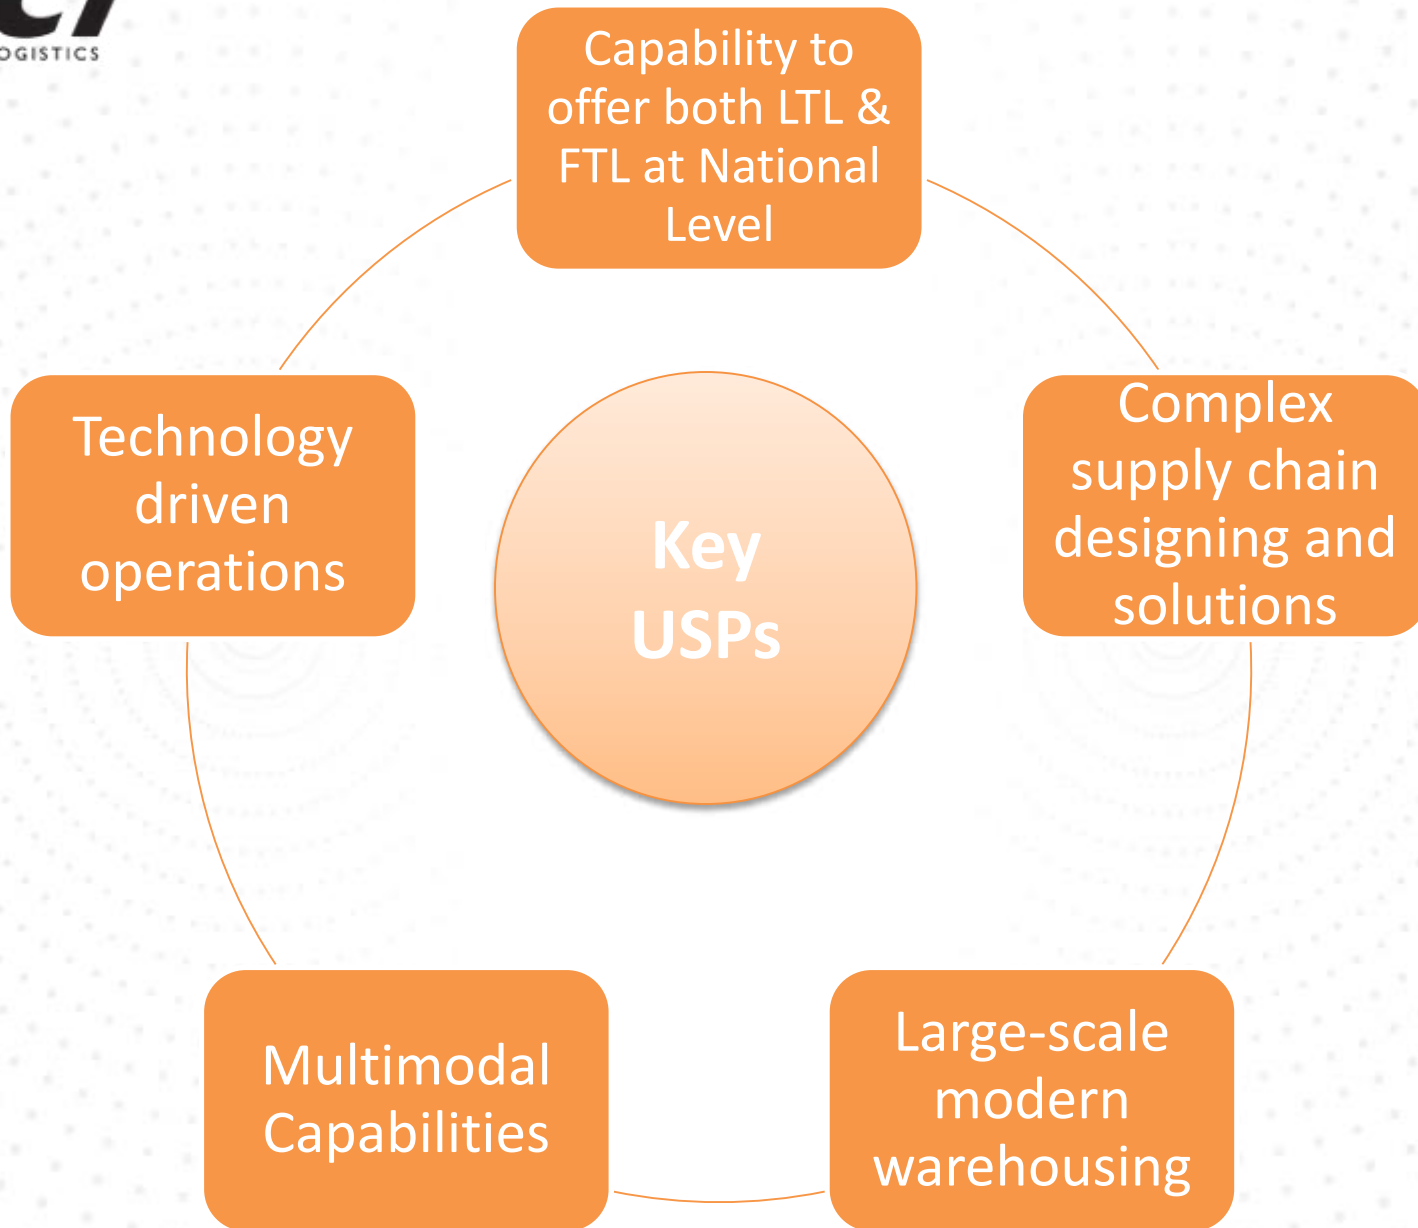 Capability to
offer both LTL &
FTL at National
Level
Complex
supply chain
designing and
solutions
Large-scale
modern
warehousing
Multimodal
Capabilities
Technology
driven
operations
Key
USPs